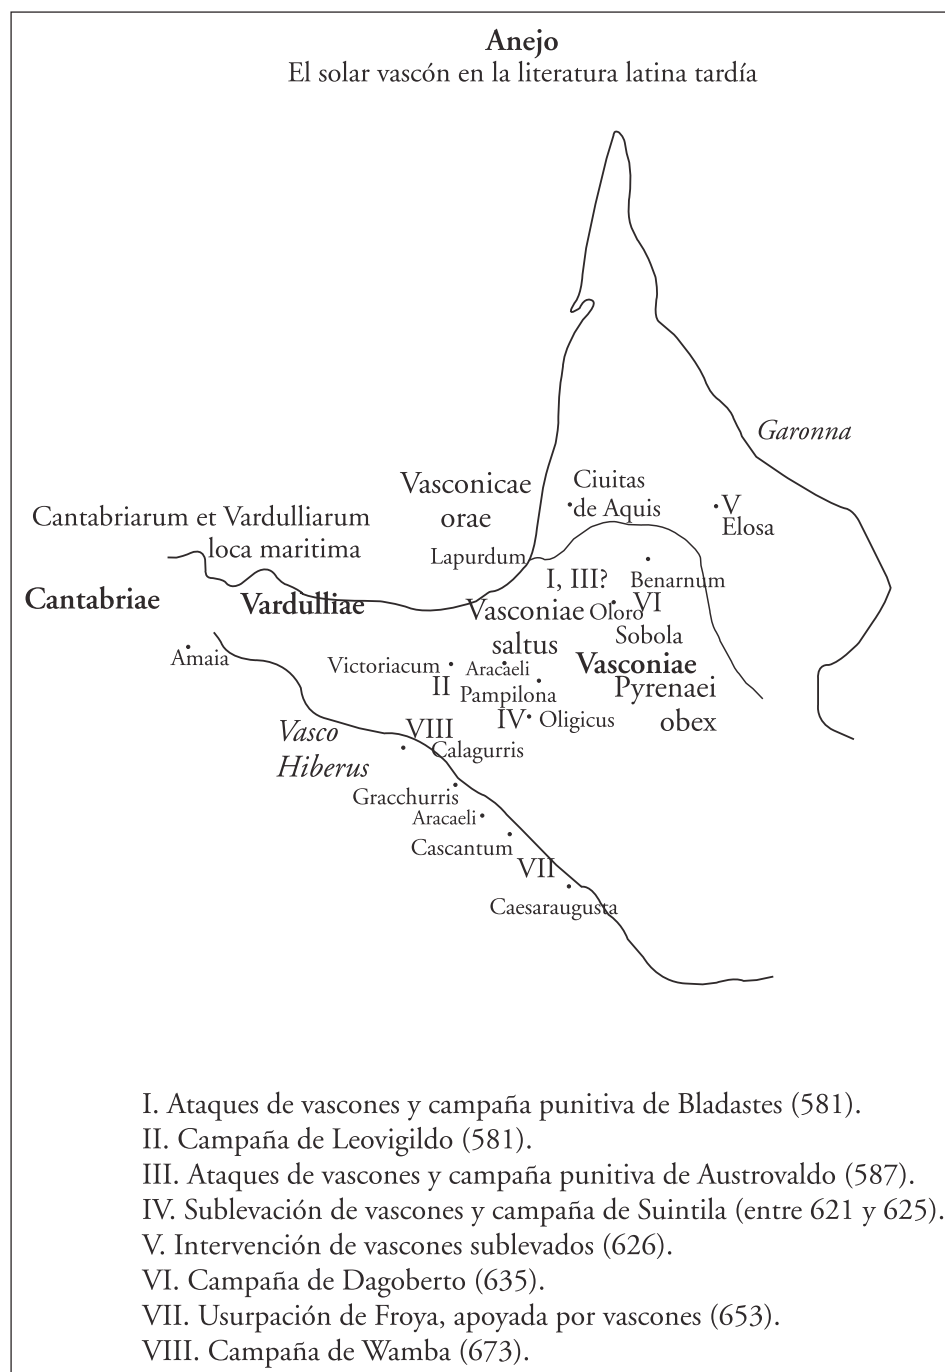 Anejo
El solar vascón en la literatura latina tardía
Garonna
Vasconicae
orae
Ciuitas
de Aquis
V
Elosa
Cantabriarum et Vardulliarum
loca maritima
Lapurdum
I, III?
Benarnum
Cantabriae
Vardulliae
Vasconiae
saltus
Oloro
VI
Sobola
Amaia
Victoriacum
II
Aracaeli
Pampilona
Vasconiae
Pyrenaei
obex
IV
Oligicus
Vasco
Hiberus
VIII
Calagurris
Gracchurris
Aracaeli
Cascantum
VII
Caesaraugusta
I. Ataques de vascones y campaña punitiva de Bladastes (581).
II. Campaña de Leovigildo (581).
III. Ataques de vascones y campaña punitiva de Austrovaldo (587).
IV. Sublevación de vascones y campaña de Suintila (entre 621 y 625).
V. Intervención de vascones sublevados (626).
VI. Campaña de Dagoberto (635).
VII. Usurpación de Froya, apoyada por vascones (653).
VIII. Campaña de Wamba (673).